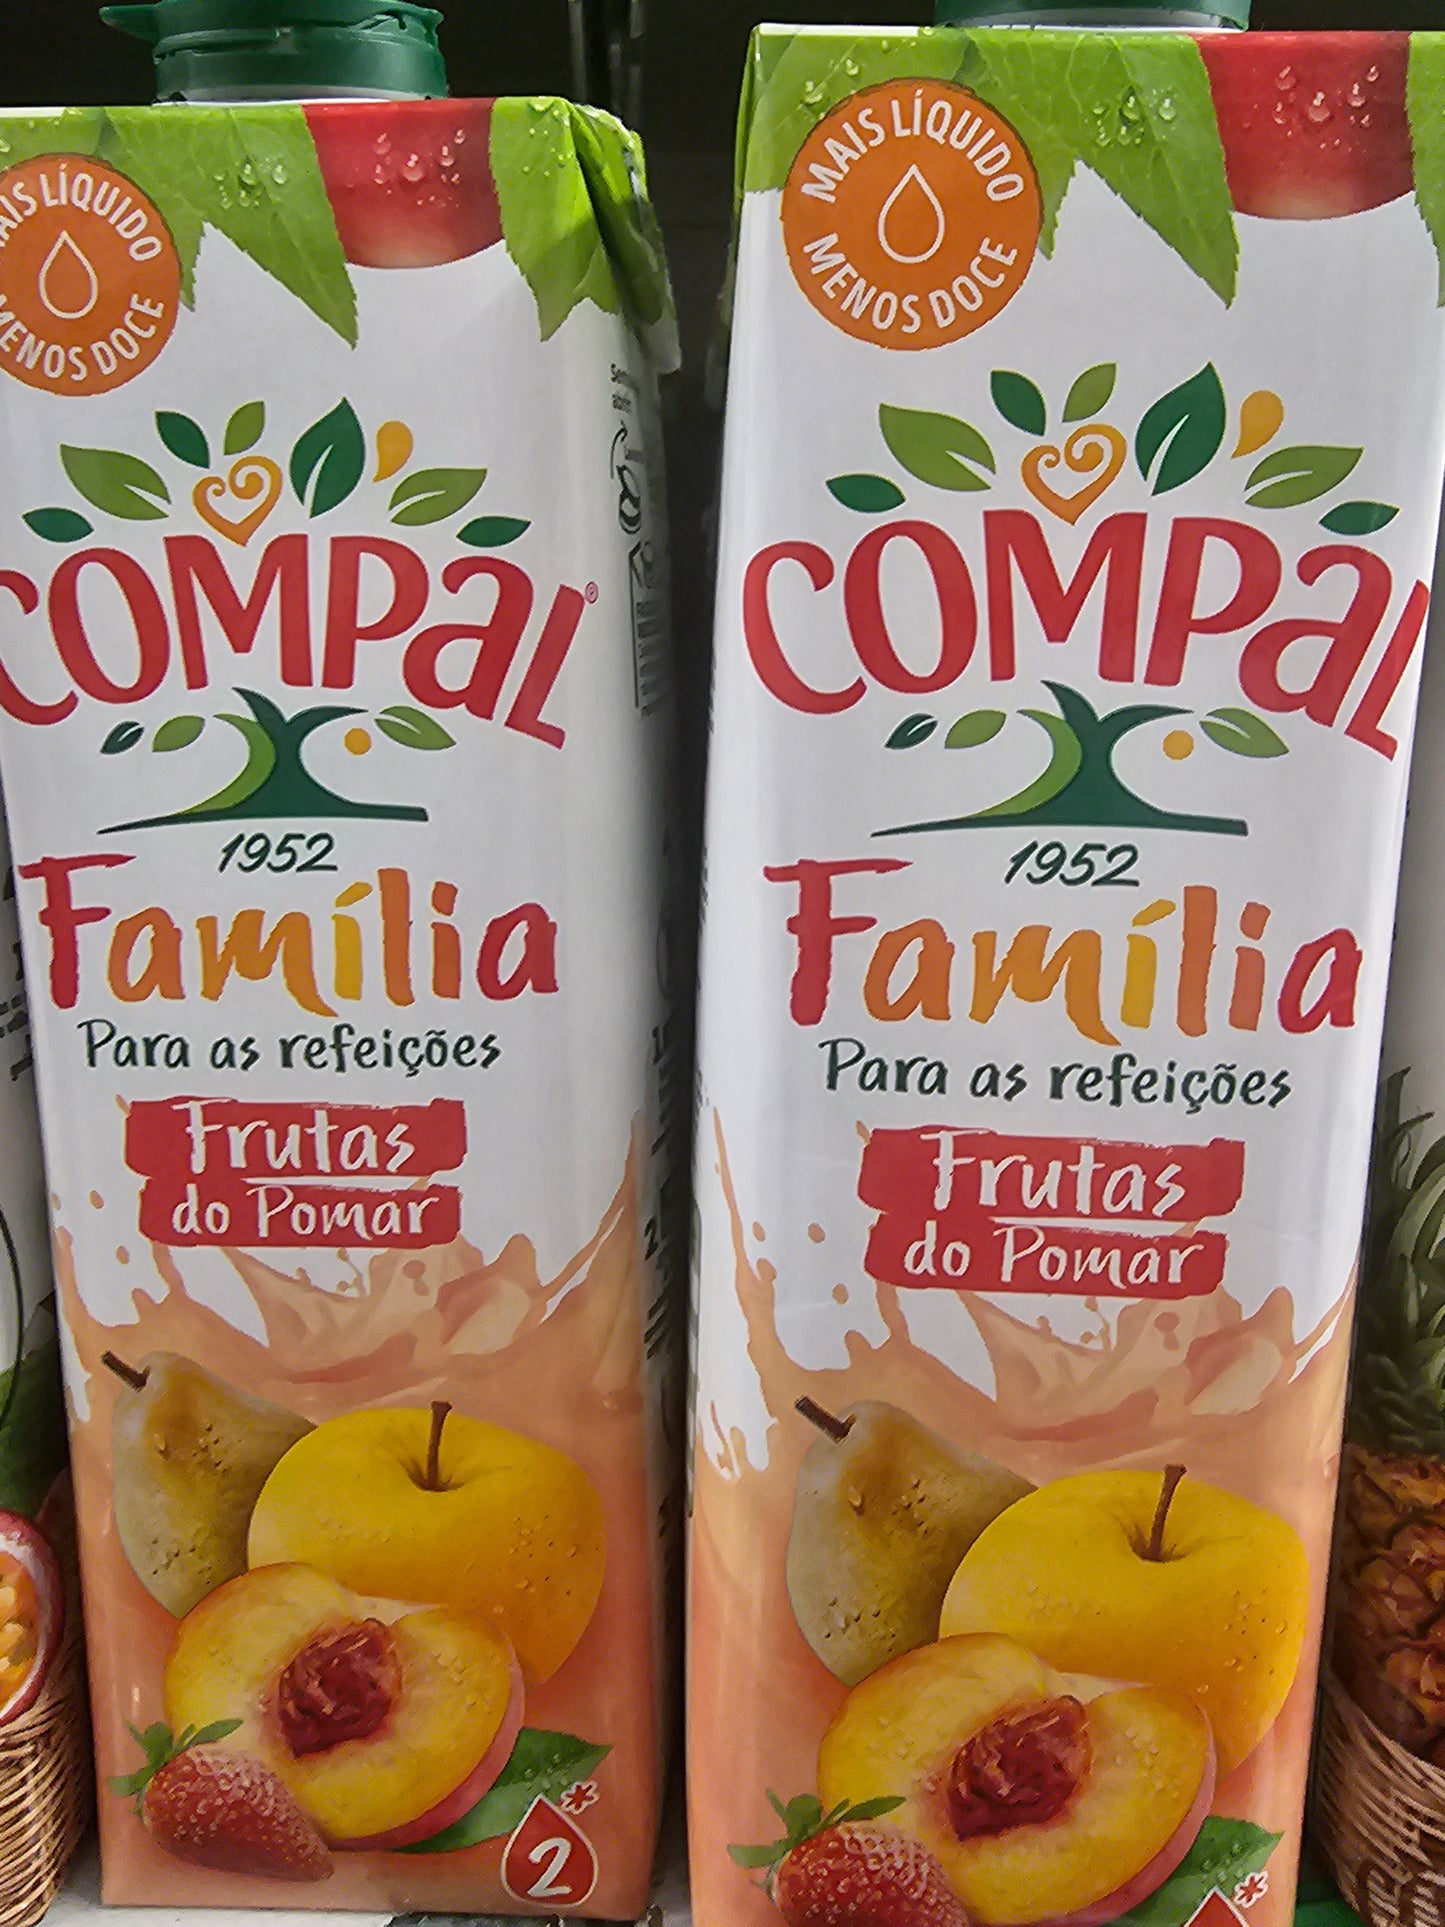 MAIS LÍQUIDO
MENOS DOCE
COMPAL®
1952
Família
Para as refeições
Frutas
do Pomar
2*
MAIS LÍQUIDO
MENOS DOCE
COMPAL
1952
Família
Para as refeições
Frutas
do Pomar
*